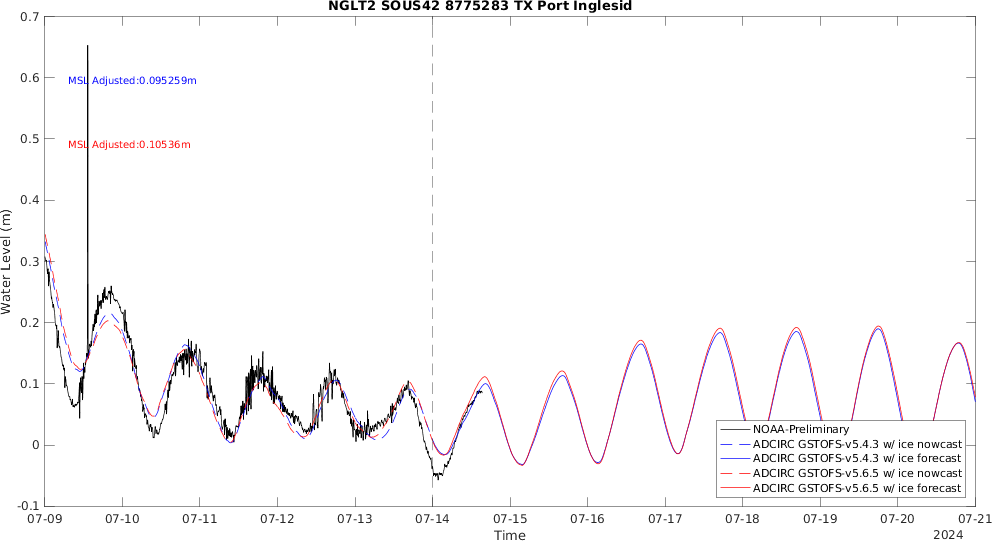 NGLT2 SOUS42 8775283 TX Port Inglesid
0.7
0.6
0.5
0.4
0.3
0.2
0.1
0
-0.1
Water Level (m)
MSL Adjusted:0.095259m
MSL Adjusted:0.10536m
NOAA-Preliminary
ADCIRC GSTOFS-v5.4.3 w/ ice nowcast
ADCIRC GSTOFS-v5.4.3 w/ ice forecast
ADCIRC GSTOFS-v5.6.5 w/ ice nowcast
ADCIRC GSTOFS-v5.6.5 w/ ice forecast
07-09 07-10 07-11 07-12 07-13 07-14 07-15 07-16 07-17 07-18 07-19 07-20 07-21
Time
2024